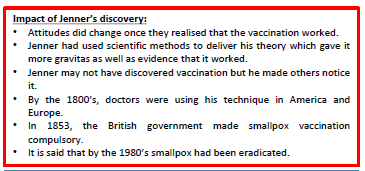 Impact of Jenner's discovery:
• Attitudes did change once they realised that the vaccination worked.
• Jenner had used scientific methods to deliver his theory which gave it
more gravitas as well as evidence that it worked.
• Jenner may not have discovered vaccination but he made others notice
it.
• By the 1800's, doctors were using his technique in America and
Europe.
• In 1853, the British government made smallpox vaccination
compulsory.
• It is said that by the 1980's smallpox had been eradicated.